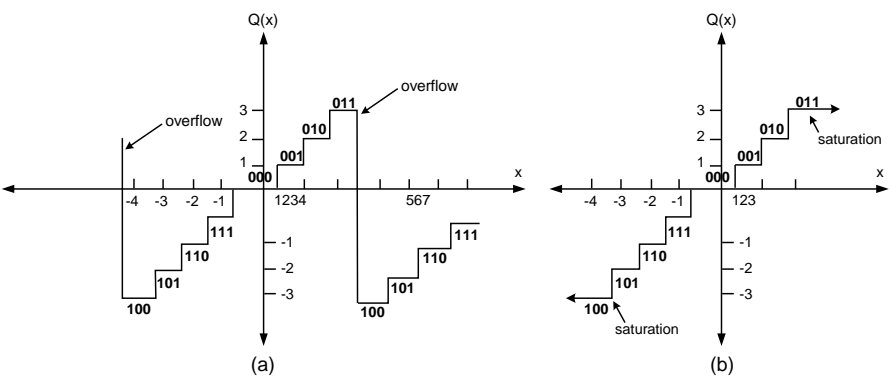 Q(x)
overflow
overflow
3
2
1
011
010
001
000
x
-4 -3 -2 -1
1234
567
-1
-2
-3
111
110
101
100
111
110
101
100
(a)
Q(x)
3
2
1
011
010
001
000
saturation
x
-4 -3 -2 -1
123
-1
-2
-3
111
110
101
100
saturation
(b)